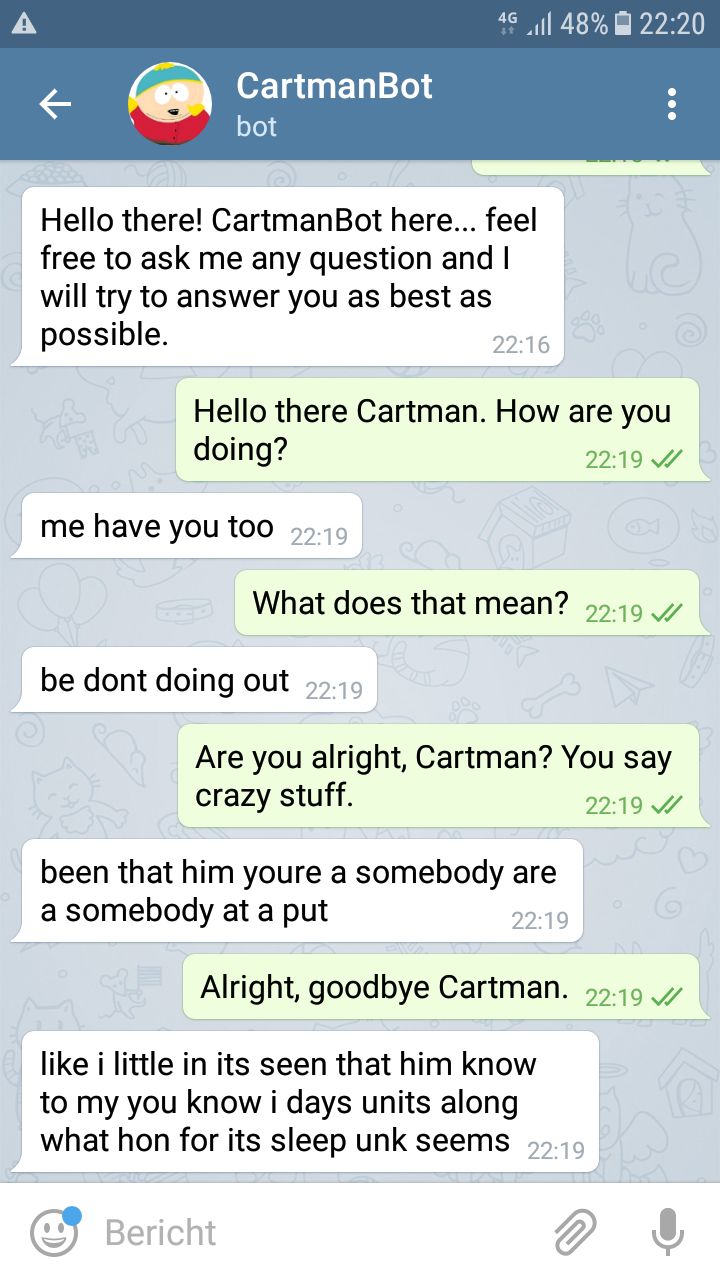 4G 48% 22:20
CartmanBot
bot
Hello there! CartmanBot here... feel
free to ask me any question and I
will try to answer you as best as
possible. 22:16
Hello there Cartman. How are you
doing? 22:19
me have you too 22:19
What does that mean? 22:19
be dont doing out 22:19
Are you alright, Cartman? You say
crazy stuff. 22:19
been that him youre a somebody are
a somebody at a put 22:19
Alright, goodbye Cartman. 22:19
like i little in its seen that him know
to my you know i days units along
what hon for its sleep unk seems 22:19
Bericht